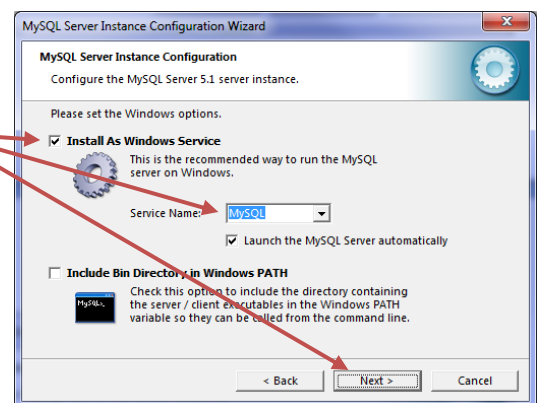 MySQL Server Instance Configuration Wizard
MySQL Server Instance Configuration
Configure the MySQL Server 5.1 server instance.
Please set the Windows options.
Install As Windows Service
This is the recommended way to run the MySQL
server on Windows.
Service Name:
MySQL
Launch the MySQL Server automatically
Include Bin Directory in Windows PATH
Check this option to include the directory containing
the server / client executables in the Windows PATH
variable so they can be called from the command line.
< Back
Next >
Cancel